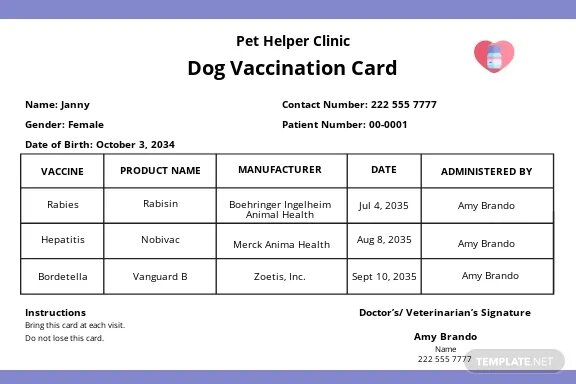 Pet Helper Clinic
Dog Vaccination Card
Name: Janny
Contact Number: 222 555 7777
Gender: Female
Patient Number: 00-0001
Date of Birth: October 3, 2034
VACCINE PRODUCT NAME MANUFACTURER DATE ADMINISTERED BY
Rabies Rabisin Boehringer Ingelheim Animal Health Jul 4, 2035 Amy Brando
Hepatitis Nobivac Merck Anima Health Aug 8, 2035 Amy Brando
Bordetella Vanguard B Zoetis, Inc. Sept 10, 2035 Amy Brando
Instructions
Bring this card at each visit.
Do not lose this card.
Doctor's/ Veterinarian's Signature
Amy Brando
Name
222 555 7777
TEMPLATE.NET